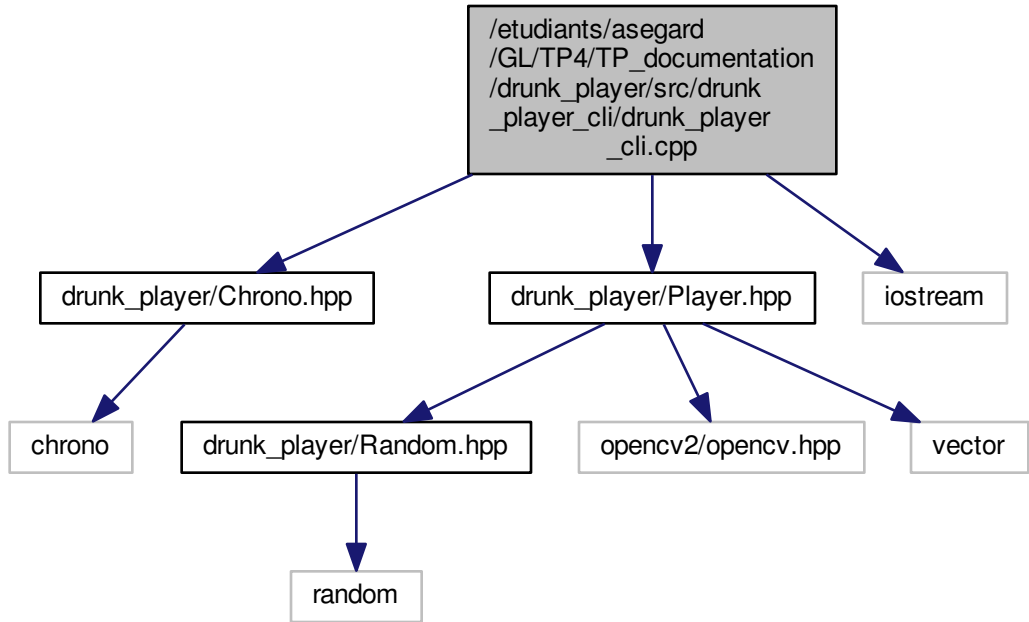 /etudiants/asegard
/GL/TP4/TP_documentation
/drunk_player/src/drunk
_player_cli/drunk_player
_cli.cpp
drunk_player/Chrono.hpp
drunk_player/Player.hpp
iostream
chrono
drunk_player/Random.hpp
opencv2/opencv.hpp
vector
random